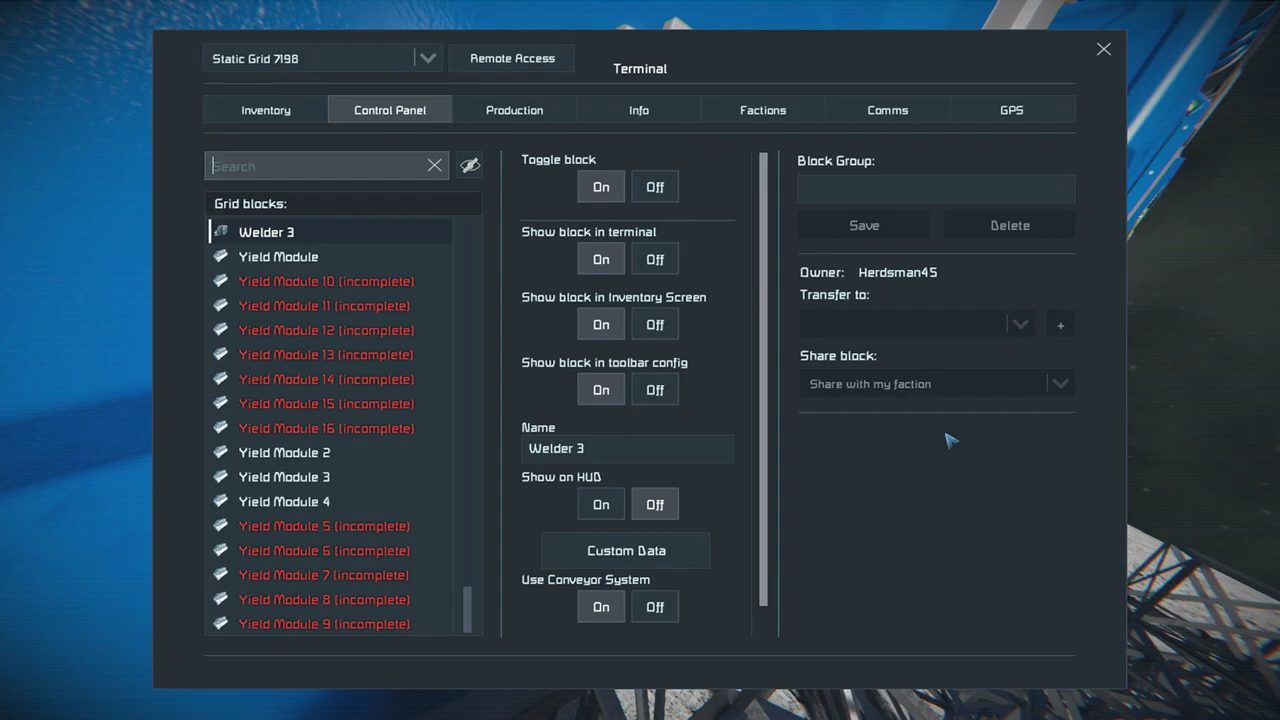 Static Grid 7198
Remote Access
Terminal
Inventory
Control Panel
Production
Info
Factions
Comms
GPS
Search
Grid blocks:
Welder 3
Yield Module
Yield Module 10 (incomplete)
Yield Module 11 (incomplete)
Yield Module 12 (incomplete)
Yield Module 13 (incomplete)
Yield Module 14 (incomplete)
Yield Module 15 (incomplete)
Yield Module 16 (incomplete)
Yield Module 2
Yield Module 3
Yield Module 4
Yield Module 5 (incomplete)
Yield Module 6 (incomplete)
Yield Module 7 (incomplete)
Yield Module 8 (incomplete)
Yield Module 9 (incomplete)
Toggle block
On Off
Show block in terminal
On Off
Show block in Inventory Screen
On Off
Show block in toolbar config
On Off
Name
Welder 3
Show on HUD
On Off
Custom Data
Use Conveyor System
On Off
Block Group:
Save
Delete
Owner: Herdsman45
Transfer to:
+
Share block:
Share with my faction